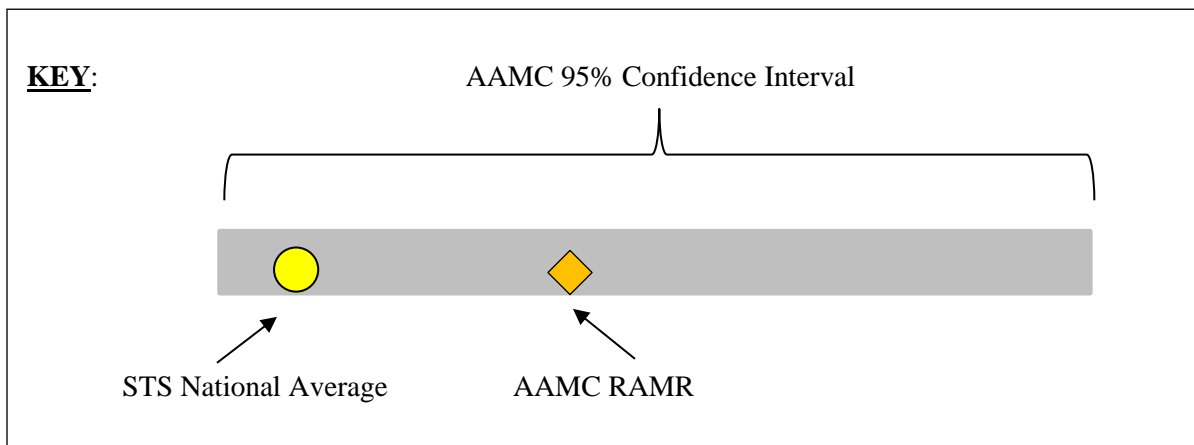 KEY:
AAMC 95% Confidence Interval
STS National Average
AAMC RAMR